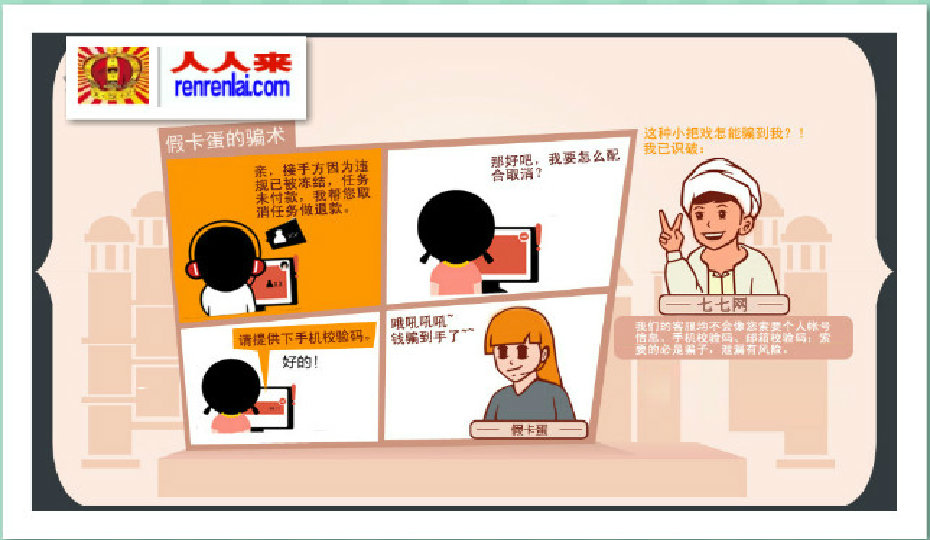 人人来
renrenlai.com
假卡蛋的骗术
亲，接手方因为违
规已被冻结，任务
未付款，我帮您取
消任务做退款。
那好吧，我要怎么配
合取消？
请提供下手机校验码。
好的！
哦吼吼吼~
钱骗到手了~~
假卡蛋
这种小把戏怎能骗到我？！
我已识破：
七七网
我们的客服均不会像您索要个人帐号
信息、手机校验码、邮箱校验码；索
要的必是骗子，泄漏有风险。